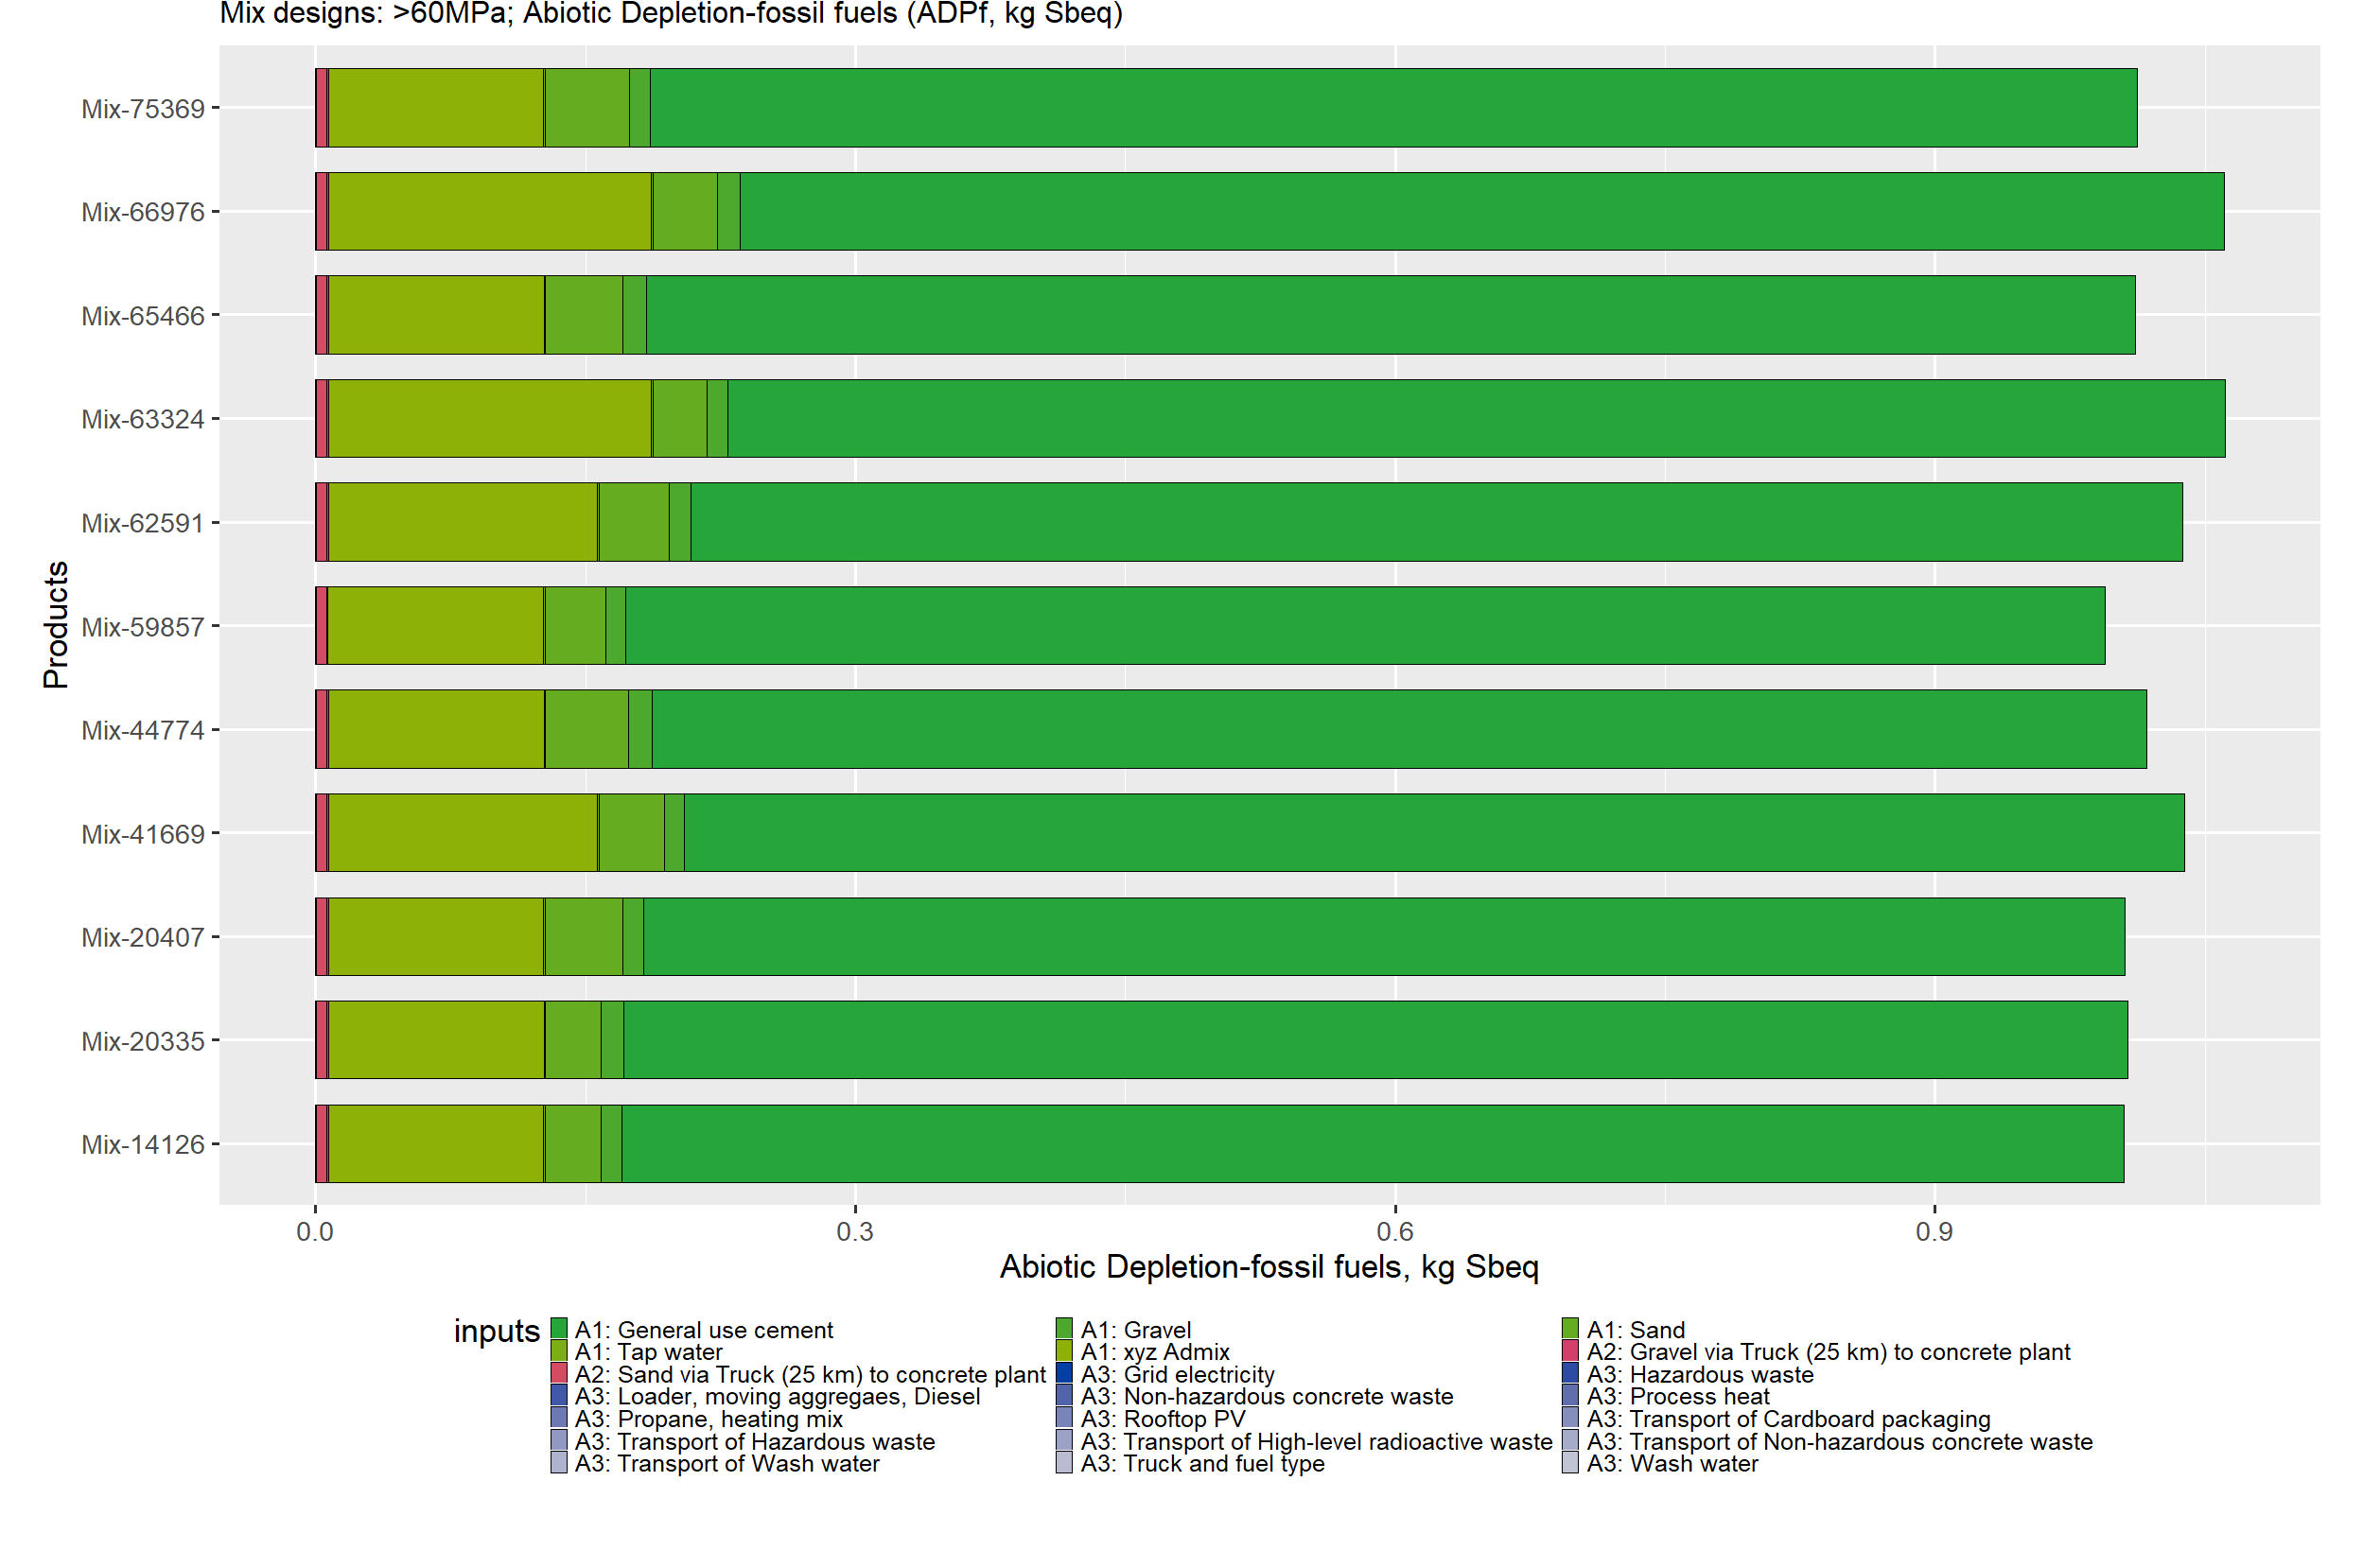 Mix designs: >60MPa; Abiotic Depletion-fossil fuels (ADPf, kg Sbeq)
Products
Mix-75369
Mix-66976
Mix-65466
Mix-63324
Mix-62591
Mix-59857
Mix-44774
Mix-41669
Mix-20407
Mix-20335
Mix-14126
0.0 0.3 0.6 0.9
Abiotic Depletion-fossil fuels, kg Sbeq
inputs
A1: General use cement A1: Gravel A1: Sand
A1: Tap water A1: xyz Admix A2: Gravel via Truck (25 km) to concrete plant
A2: Sand via Truck (25 km) to concrete plant A3: Grid electricity A3: Hazardous waste
A3: Loader, moving aggregaes, Diesel A3: Non-hazardous concrete waste A3: Process heat
A3: Propane, heating mix A3: Rooftop PV A3: Transport of Cardboard packaging
A3: Transport of Hazardous waste A3: Transport of High-level radioactive waste A3: Transport of Non-hazardous concrete waste
A3: Transport of Wash water A3: Truck and fuel type A3: Wash water